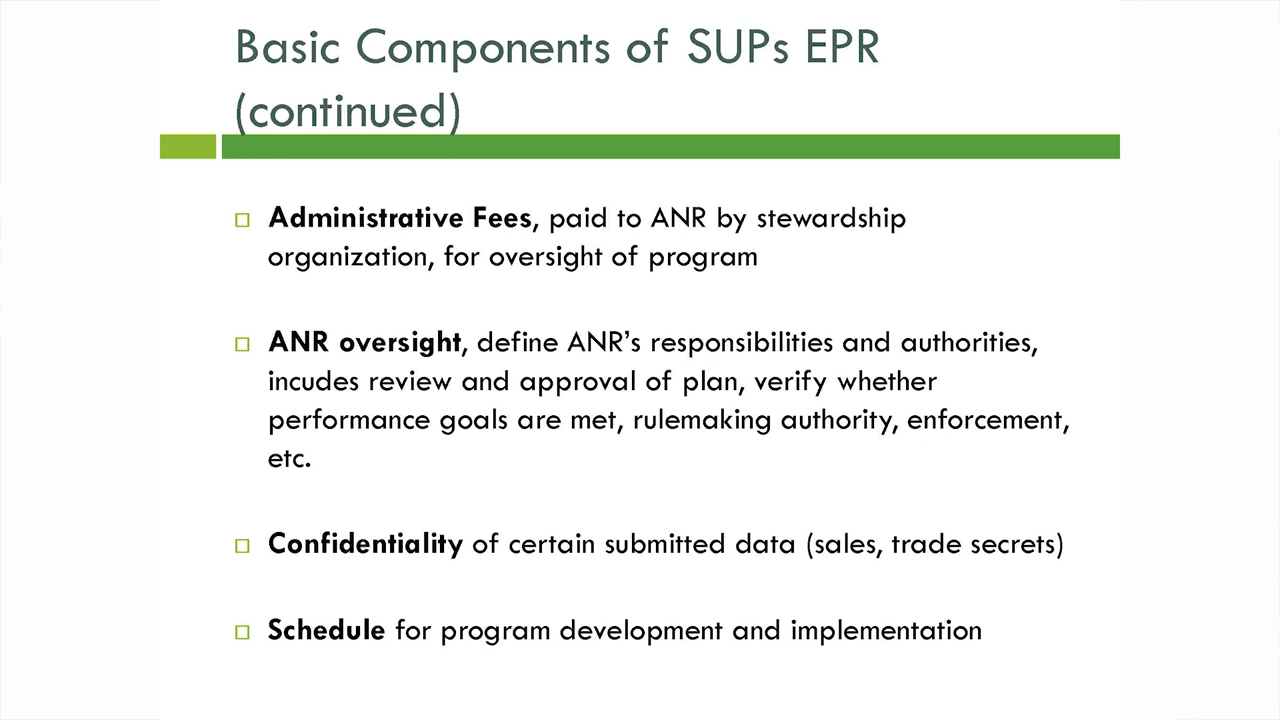 Basic Components of SUPs EPR
(continued)
Administrative Fees, paid to ANR by stewardship
organization, for oversight of program
ANR oversight, define ANR’s responsibilities and authorities,
incudes review and approval of plan, verify whether
performance goals are met, rulemaking authority, enforcement,
etc.
Confidentiality of certain submitted data (sales, trade secrets)
Schedule for program development and implementation